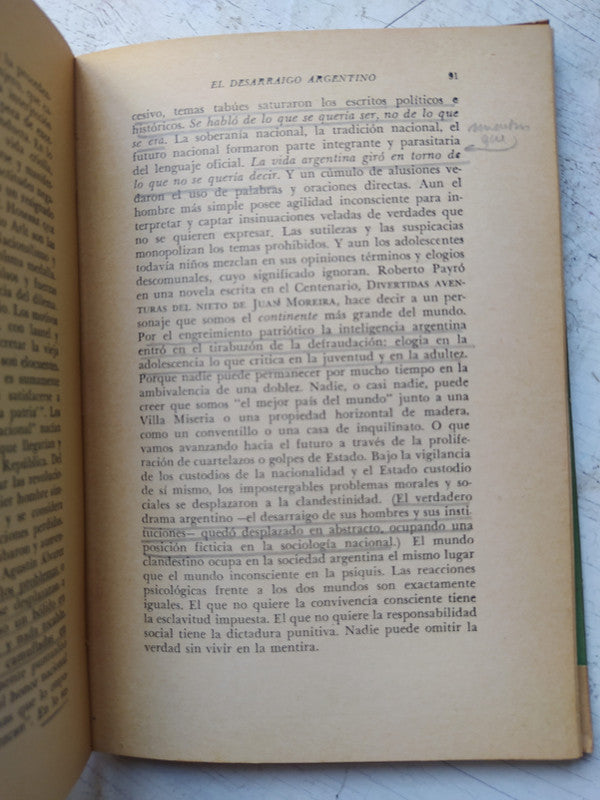 EL DESARRAIGO ARGENTINO 91
cesivo, temas tabúes saturaron los escritos políticos e
históricos. Se habló de lo que se quería ser, no de lo que
se era. La soberanía nacional, la tradición nacional, el
futuro nacional formaron parte integrante y parasitaria
del lenguaje oficial. La vida argentina giró en torno de
lo que no se quería decir. Y un cúmulo de alusiones ve-
daron el uso de palabras y oraciones directas. Aun el
hombre más simple posee agilidad inconsciente para in-
terpretar y captar insinuaciones veladas de verdades que
no se quieren expresar. Las sutilezas y las suspicacias
monopolizan los temas prohibidos. Y aun los adolescentes
todavía niños mezclan en sus opiniones términos y elogios
descomunales, cuyo significado ignoran. Roberto Payró
en una novela escrita en el Centenario, DIVERTIDAS AVEN-
TURAS DEL NIETO DE JUAN MOREIRA, hace decir a un per-
sonaje que somos el continente más grande del mundo.
Por el engreimiento patriótico la inteligencia argentina
entró en el tirabuzón de la defraudación: elogia en la
adolescencia lo que critica en la juventud y en la adultez.
Porque nadie puede permanecer por mucho tiempo en la
ambivalencia de una doblez. Nadie, o casi nadie, puede
creer que somos "el mejor país del mundo" junto a una
Villa Miseria o una propiedad horizontal de madera,
como un conventillo o una casa de inquilinato. O que
vamos avanzando hacia el futuro a través de la prolife-
ración de cuartelazos o golpes de Estado. Bajo la vigilancia
de los custodios de la nacionalidad y el Estado custodio
de sí mismo, los impostergables problemas morales y so-
ciales se desplazaron a la clandestinidad. (El verdadero
drama argentino —el desarraigo de sus hombres y sus insti-
tuciones— quedó desplazado en abstracto, ocupando una
posición ficticia en la sociología nacional.) El mundo
clandestino ocupa en la sociedad argentina el mismo lugar
que el mundo inconsciente en la psiquis. Las reacciones
psicológicas frente a los dos mundos son exactamente
iguales. El que no quiere la convivencia consciente tiene
la esclavitud impuesta. El que no quiere la responsabilidad
social tiene la dictadura punitiva. Nadie puede omitir la
verdad sin vivir en la mentira.